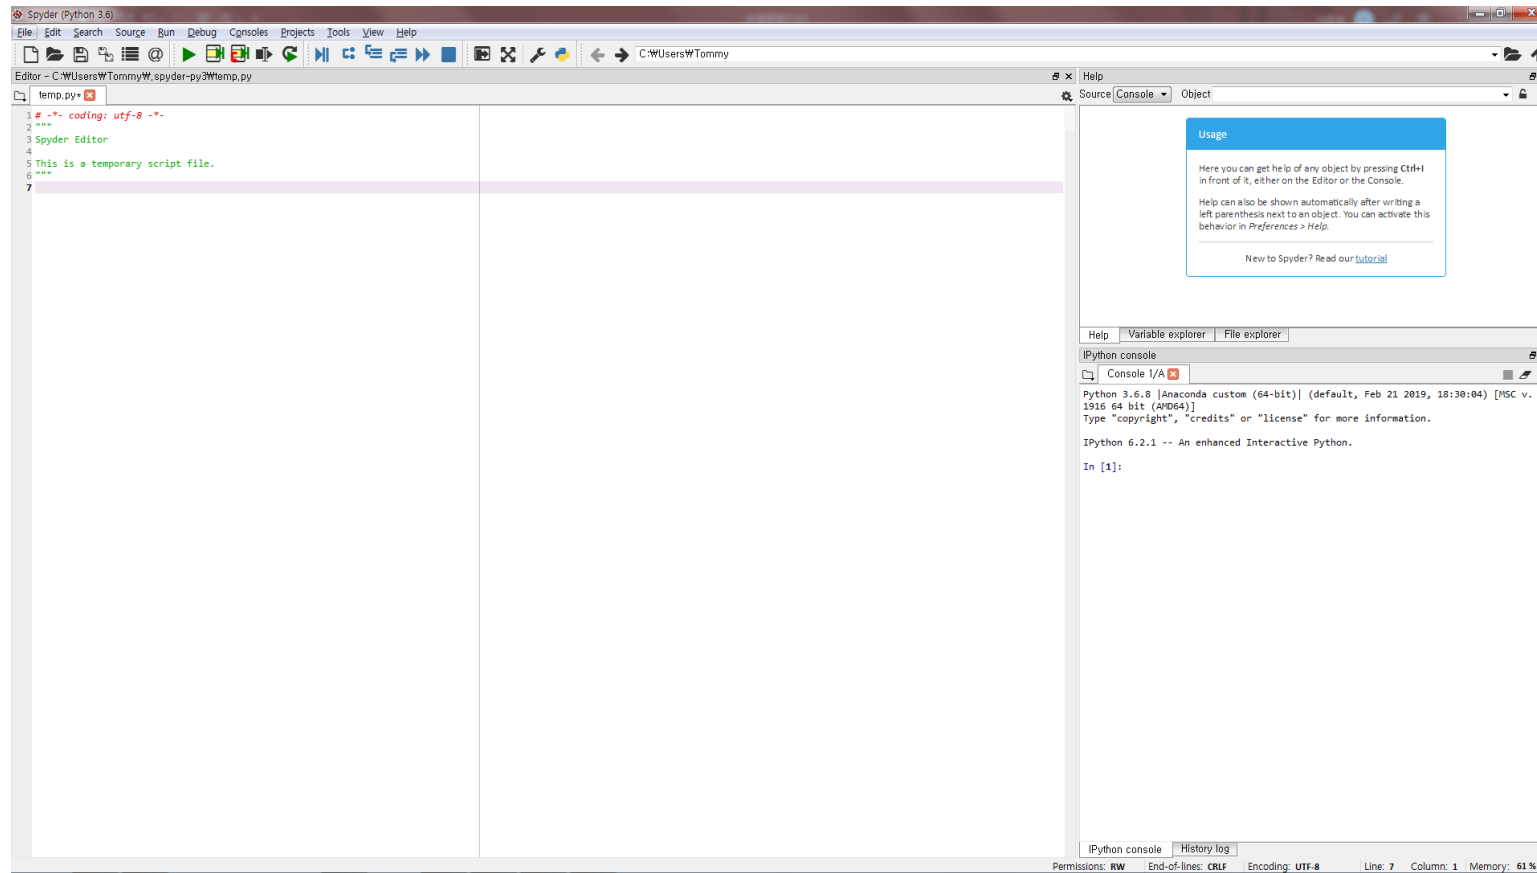 Spyder (Python 3.6)
File Edit Search Source Run Debug Consoles Projects Tools View Help
C:₩Users₩Tommy
Editor - C:₩Users₩Tommy₩.spyder-py3₩temp.py
temp.py*
1 # -*- coding: utf-8 -*-
2 """
3 Spyder Editor
4
5 This is a temporary script file.
6 """
7
Help
Source Console Object
Usage
Here you can get help of any object by pressing Ctrl+I
in front of it, either on the Editor or the Console.
Help can also be shown automatically after writing a
left parenthesis next to an object. You can activate this
behavior in Preferences > Help.
New to Spyder? Read our tutorial
Help Variable explorer File explorer
IPython console
Console 1/A
Python 3.6.8 |Anaconda custom (64-bit)| (default, Feb 21 2019, 18:30:04) [MSC v.
1916 64 bit (AMD64)]
Type "copyright", "credits" or "license" for more information.
IPython 6.2.1 -- An enhanced Interactive Python.
In [1]:
IPython console History log
Permissions: RW End-of-lines: CRLF Encoding: UTF-8 Line: 7 Column: 1 Memory: 61 %